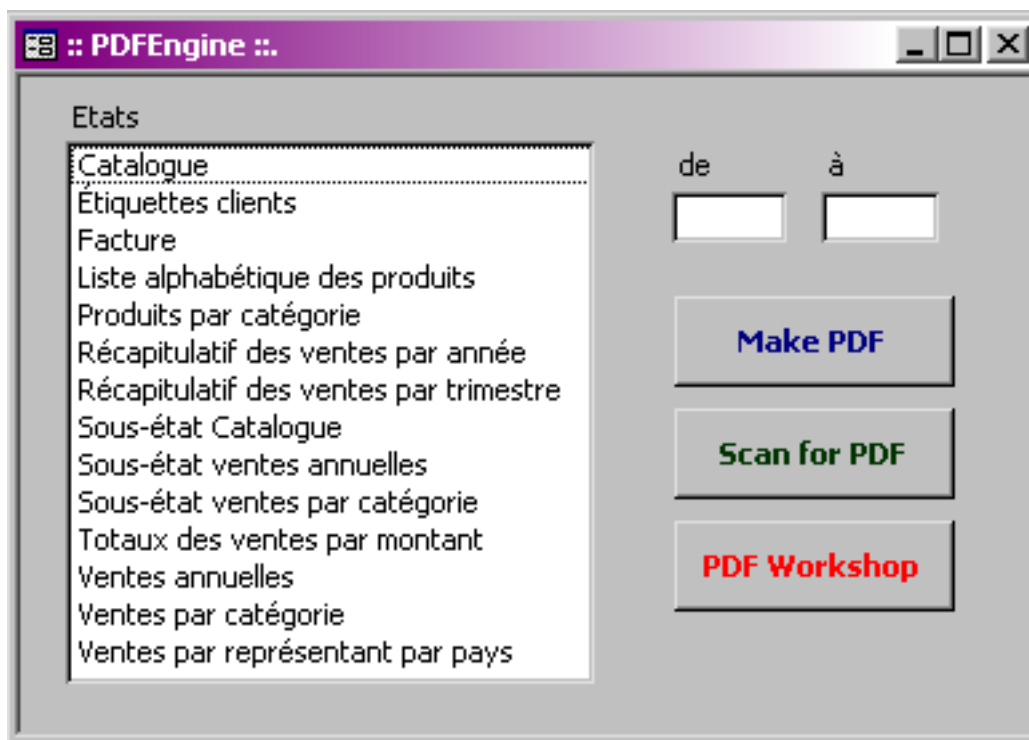 :: PDFEngine ::.
Etats
Catalogue
Étiquettes clients
Facture
Liste alphabétique des produits
Produits par catégorie
Récapitulatif des ventes par année
Récapitulatif des ventes par trimestre
Sous-état Catalogue
Sous-état ventes annuelles
Sous-état ventes par catégorie
Totaux des ventes par montant
Ventes annuelles
Ventes par catégorie
Ventes par représentant par pays
de à
Make PDF
Scan for PDF
PDF Workshop